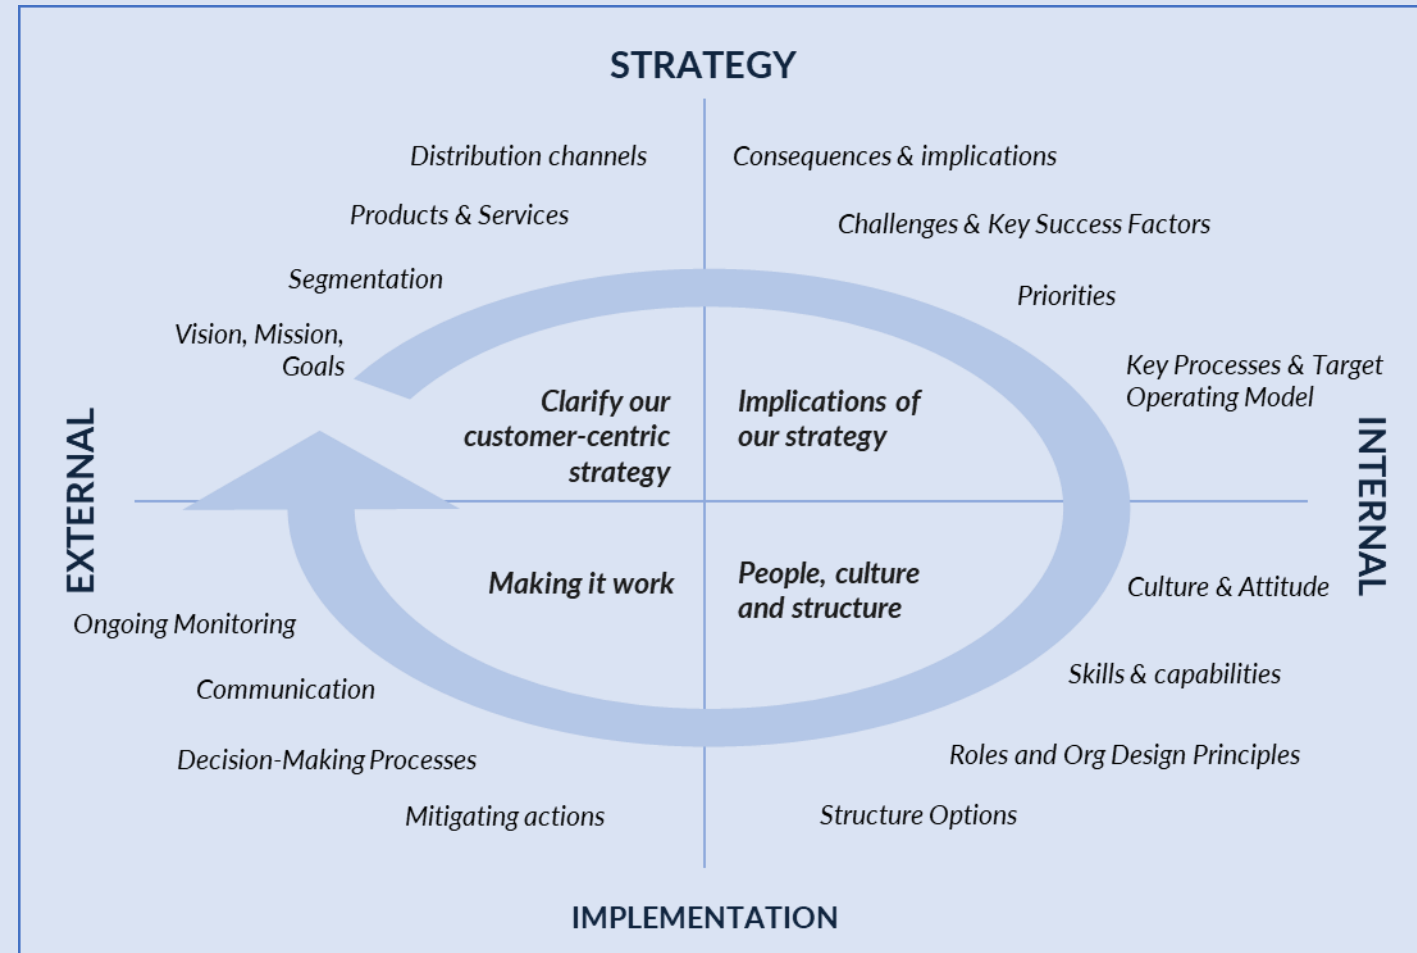 STRATEGY
Distribution channels
Consequences & implications
Products & Services
Challenges & Key Success Factors
Segmentation
Priorities
Vision, Mission,
Goals
Key Processes & Target
Operating Model
Clarify our
customer-centric
strategy
Implications of
our strategy
EXTERNAL
INTERNAL
Making it work
People, culture
and structure
Culture & Attitude
Ongoing Monitoring
Skills & capabilities
Communication
Roles and Org Design Principles
Decision-Making Processes
Structure Options
Mitigating actions
IMPLEMENTATION